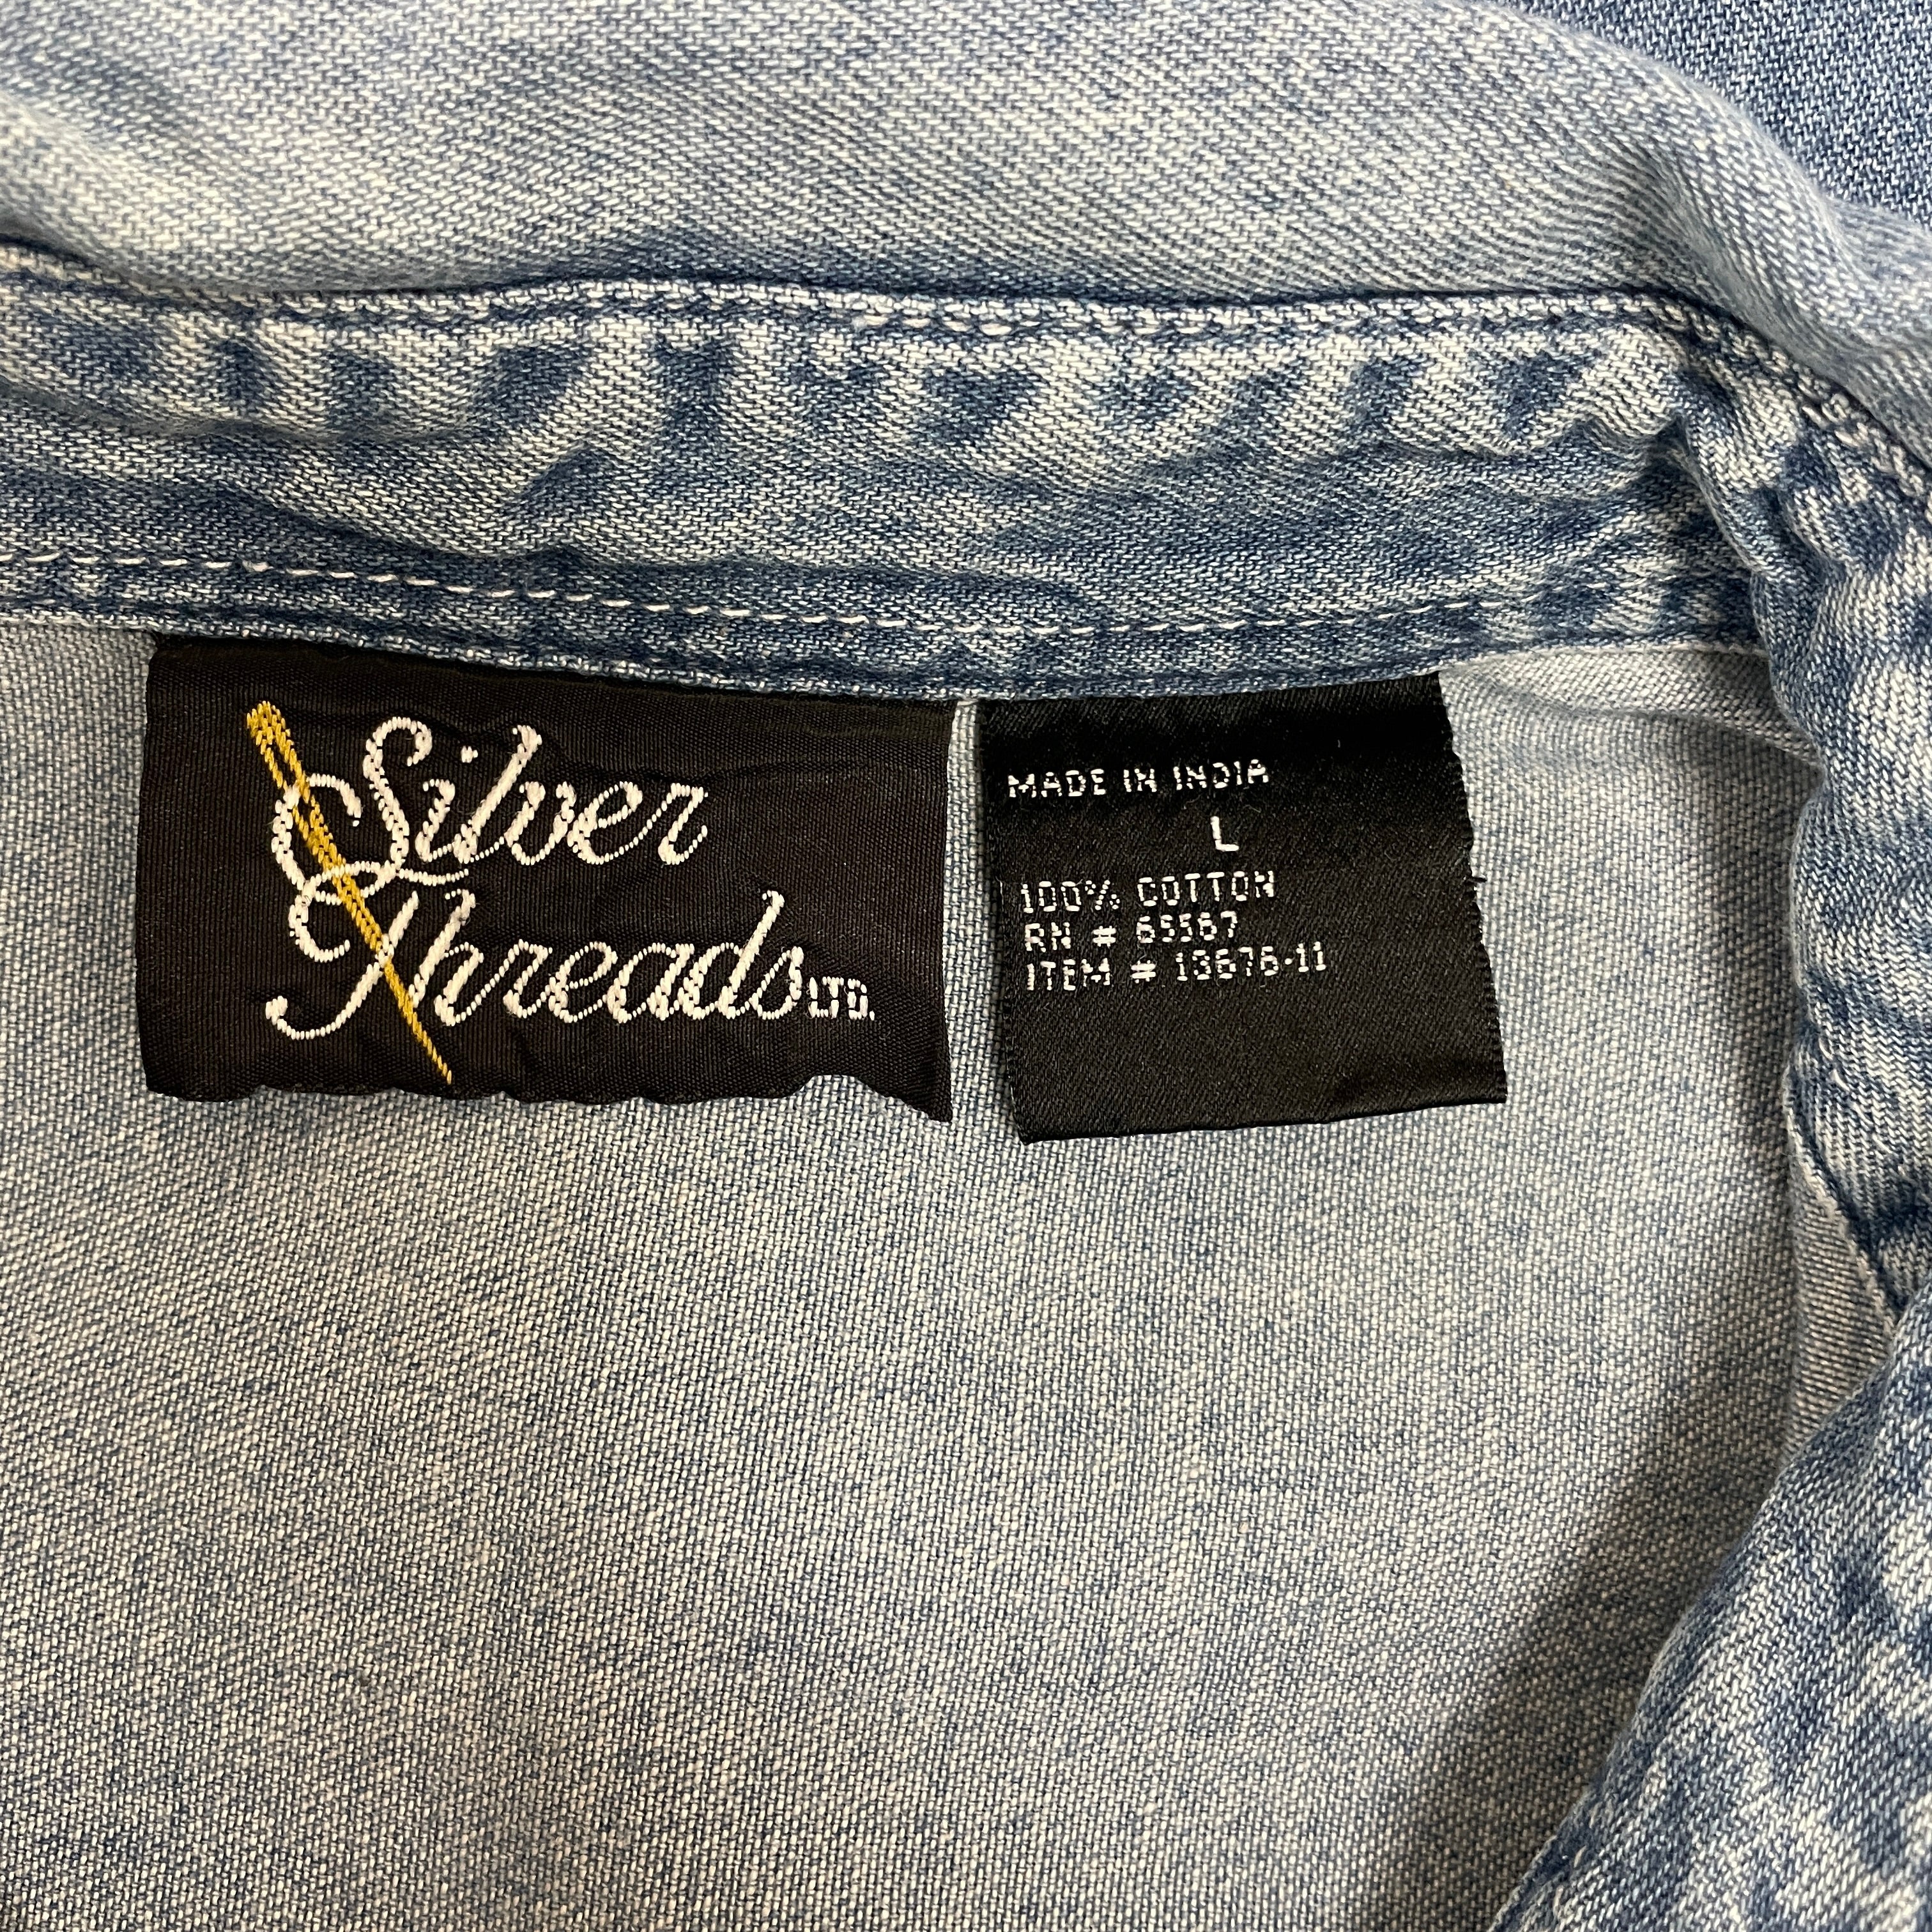 Silver
Threads LTD.
MADE IN INDIA
L
100% COTTON
RN # 65567
ITEM # 13676-11